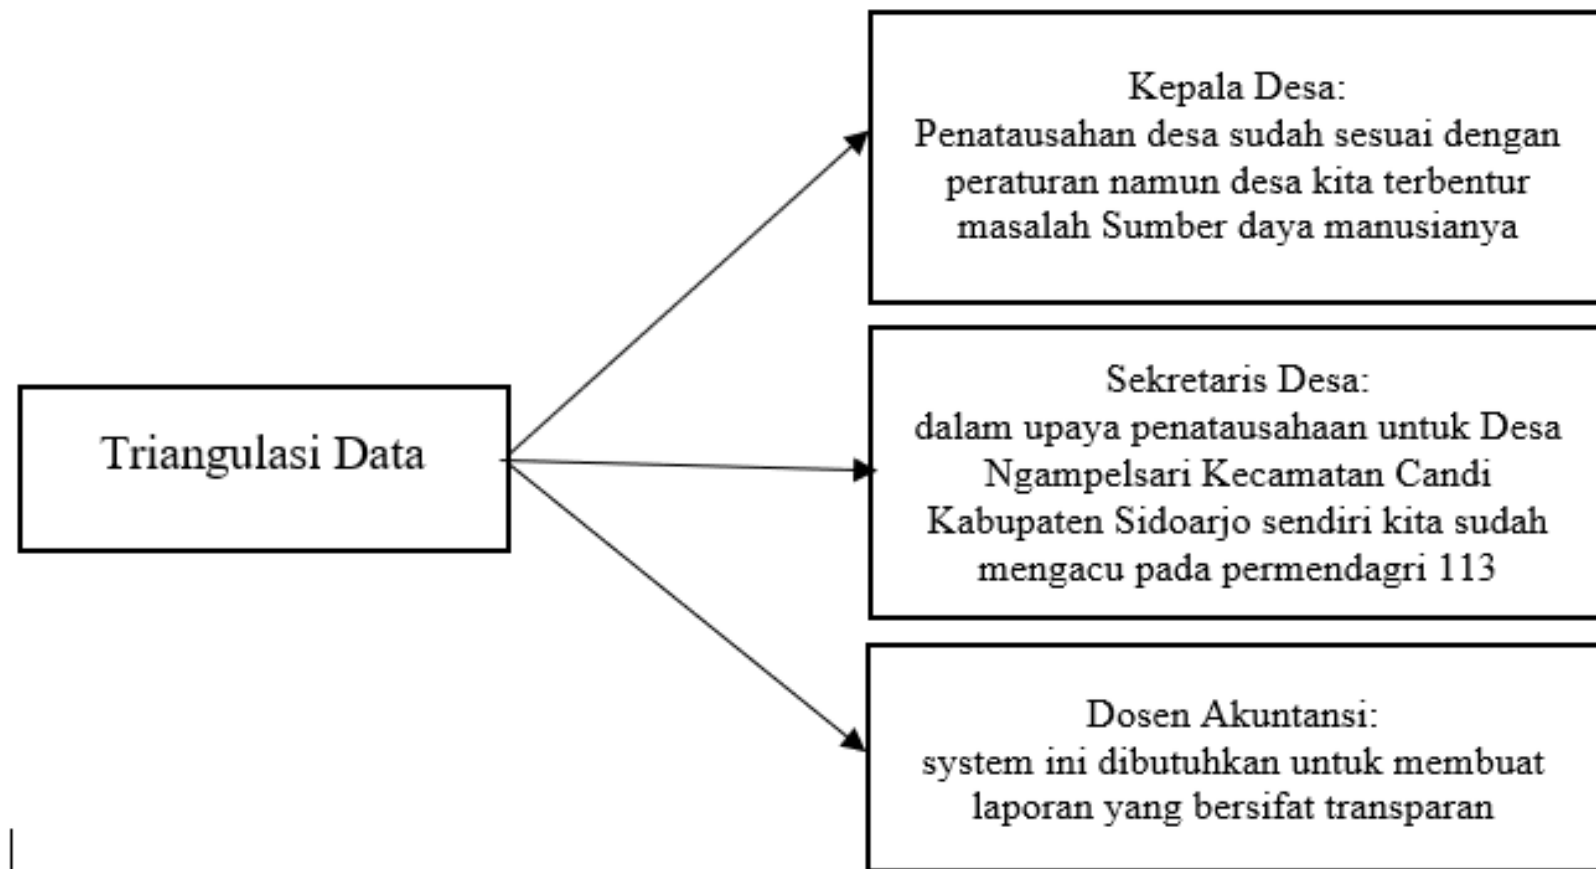 Triangulasi Data
Kepala Desa:
Penatausahan desa sudah sesuai dengan
peraturan namun desa kita terbentur
masalah Sumber daya manusianya
Sekretaris Desa:
dalam upaya penatausahaan untuk Desa
Ngampelsari Kecamatan Candi
Kabupaten Sidoarjo sendiri kita sudah
mengacu pada permendagri 113
Dosen Akuntansi:
system ini dibutuhkan untuk membuat
laporan yang bersifat transparan